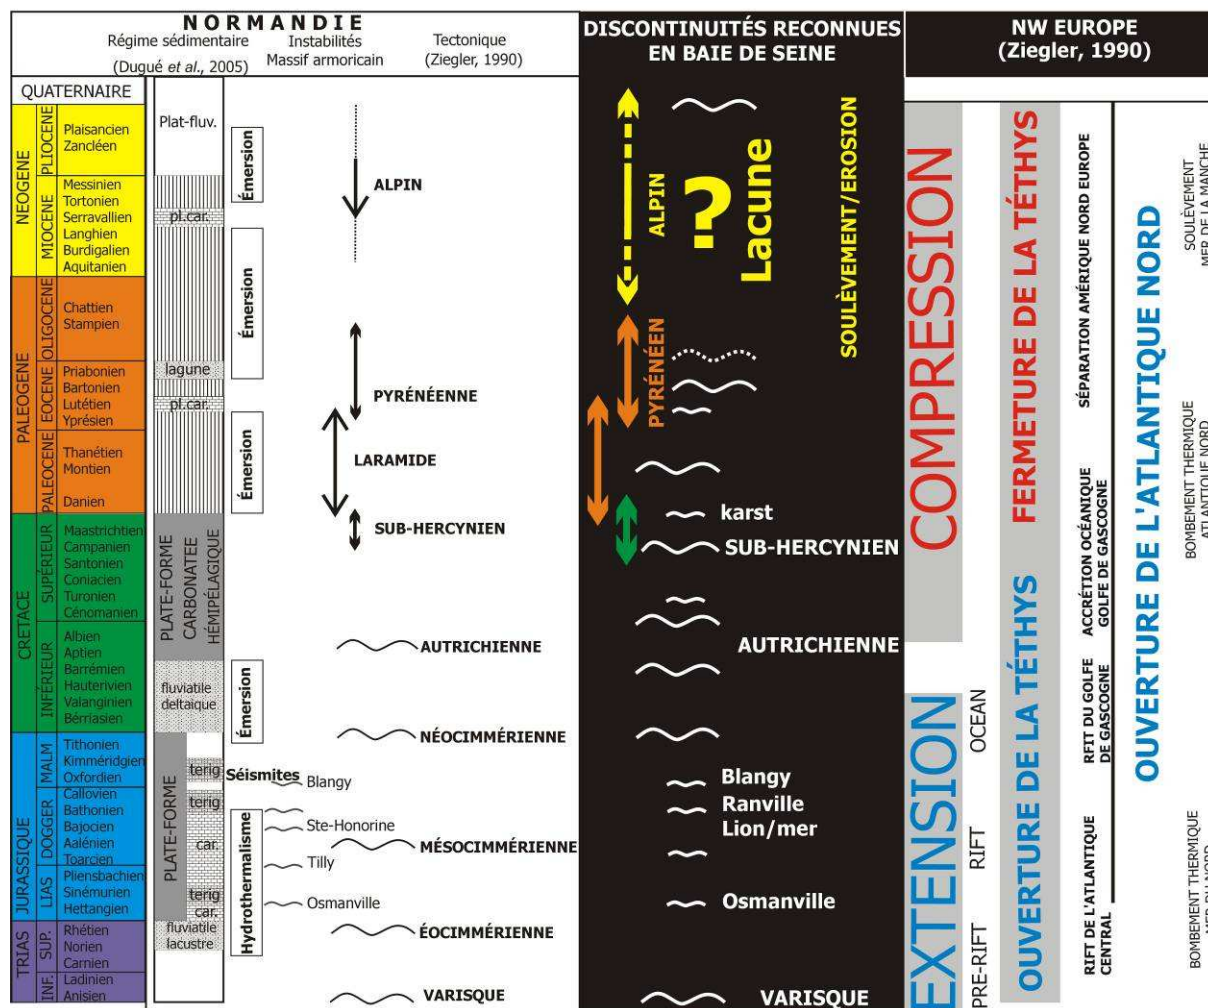 NORMANDIE
Régime sédimentaire
(Dugué et al., 2005)
Instabilités
Massif armoricain
Tectonique
(Ziegler, 1990)
DISCONTINUITÉS RECONNUES
EN BAIE DE SEINE
NW EUROPE
(Ziegler, 1990)
QUATERNAIRE
NEOGENE
PLIOCENE
Plaisancien
Zancléen
MIOCENE
Messinien
Tortonien
Serravallien
Langhien
Burdigalien
Aquitanien
PALEOGENE
OLIGOCENE
Chattien
Stampien
EOCENE
Priabonien
Bartonien
Lutétien
Yprésien
PALEOCENE
Thanétien
Montien
Danien
CRETACE
SUPÉRIEUR
Maastrichtien
Campanien
Santonien
Coniacien
Turonien
Cénomanien
INFÉRIEUR
Albien
Aptien
Barrémien
Hauterivien
Valanginien
Bérriasien
JURASSIQUE
MALM
Tithonien
Kimméridgien
Oxfordien
DOGGER
Callovien
Bathonien
Bajocien
Aalénien
Toarcien
LIAS
Pliensbachien
Sinémurien
Hettangien
TRIAS
SUP.
Rhétien
Norien
Carnien
INF.
Ladinien
Anisien
Plat-fluv.
pl.car.
lagune
pl.car.
PLATE-FORME
CARBONATEE
HÉMIPÉLAGIQUE
fluviatile
deltaique
PLATE-FORME
terig
terig
car.
terig
car.
fluviatile
lacustre
Émersion
Émersion
Émersion
Émersion
Séismites
Hydrothermalisme
Blangy
Ste-Honorine
Tilly
Osmanville
ALPIN
PYRÉNÉENNE
LARAMIDE
SUB-HERCYNIEN
AUTRICHIENNE
NÉOCIMMÉRIENNE
MÉSOCIMMÉRIENNE
ÉOCIMMÉRIENNE
VARISQUE
ALPIN
?
Lacune
SOULÈVEMENT/EROSION
PYRÉNÉEN
karst
SUB-HERCYNIEN
AUTRICHIENNE
Blangy
Ranville
Lion/mer
Osmanville
VARISQUE
COMPRESSION
EXTENSION
OCEAN
RIFT
PRE-RIFT
FERMETURE DE LA TÉTHYS
OUVERTURE DE LA TÉTHYS
SÉPARATION AMÉRIQUE NORD EUROPE
ACCRÉTION OCÉANIQUE
GOLFE DE GASCOGNE
RFIT DU GOLFE
DE GASCOGNE
RIFT DE L'ATLANTIQUE
CENTRAL
OUVERTURE DE L'ATLANTIQUE NORD
SOULÈVEMENT
MER DE LA MANCHE
BOMBEMENT THERMIQUE
ATLANTIQUE NORD
BOMBEMENT THERMIQUE
MER DU NORD